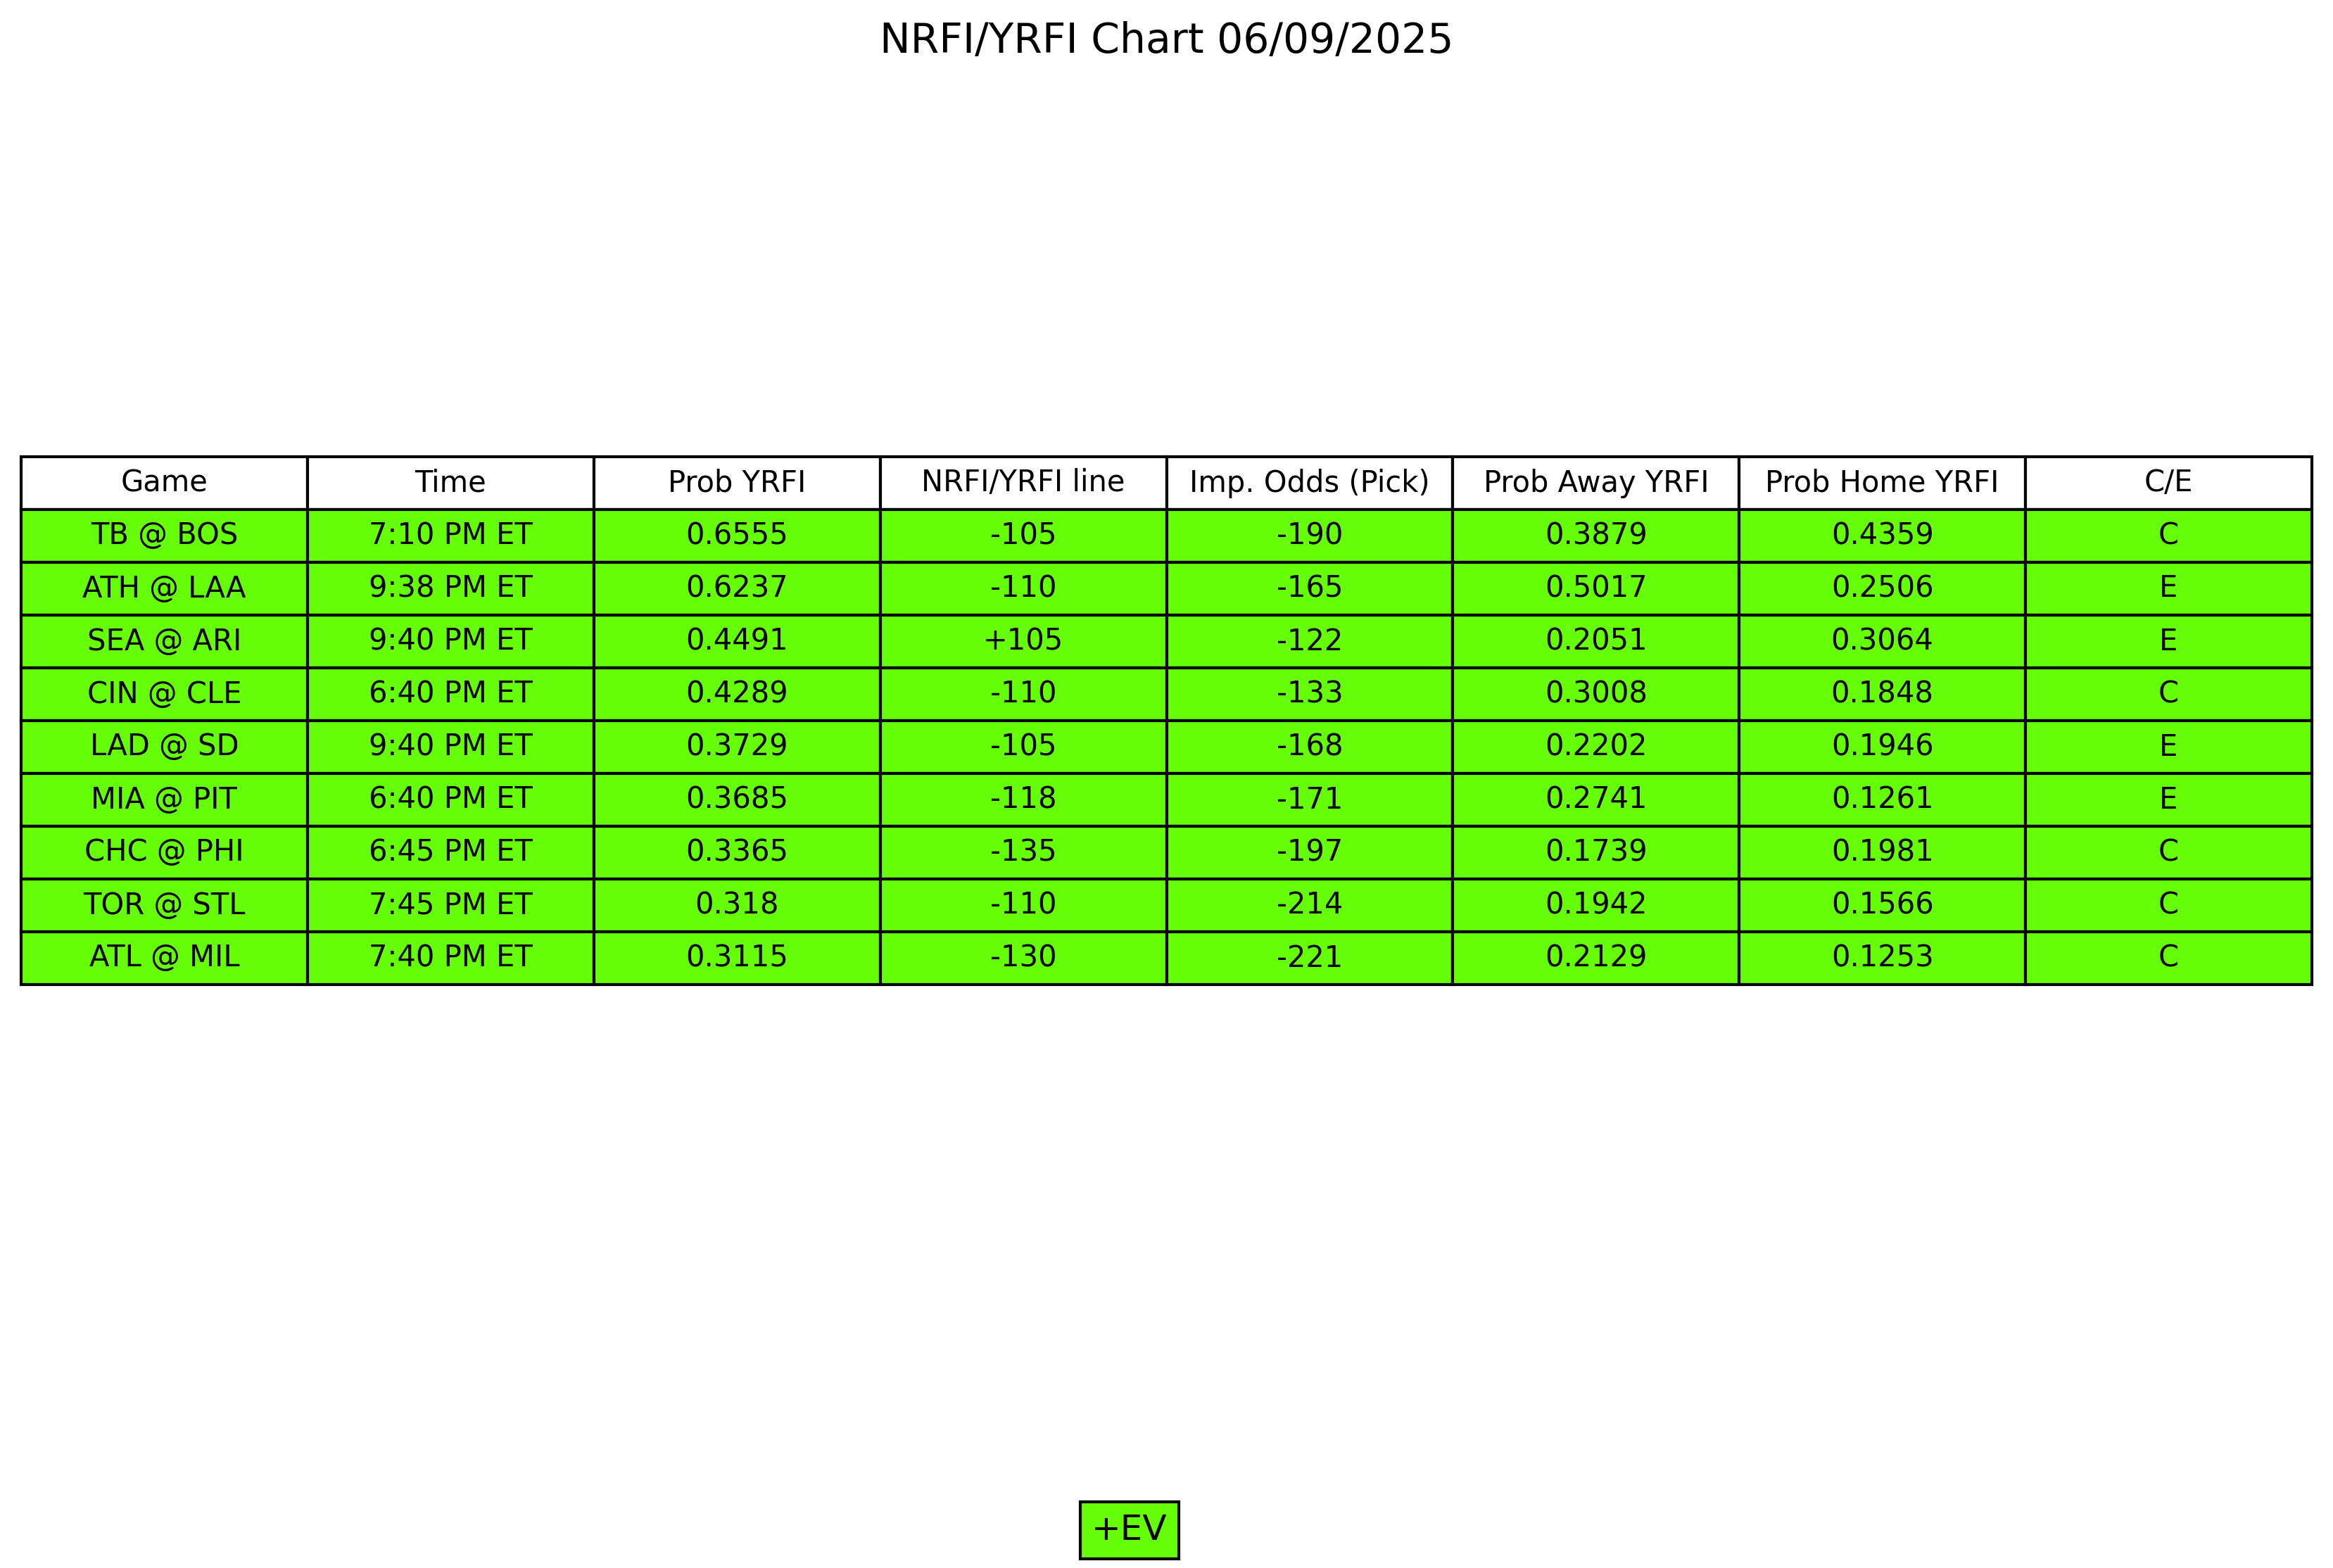 NRFI/YRFI Chart 06/09/2025
Game Time Prob YRFI NRFI/YRFI line Imp. Odds (Pick) Prob Away YRFI Prob Home YRFI C/E
TB @ BOS 7:10 PM ET 0.6555 -105 -190 0.3879 0.4359 C
ATH @ LAA 9:38 PM ET 0.6237 -110 -165 0.5017 0.2506 E
SEA @ ARI 9:40 PM ET 0.4491 +105 -122 0.2051 0.3064 E
CIN @ CLE 6:40 PM ET 0.4289 -110 -133 0.3008 0.1848 C
LAD @ SD 9:40 PM ET 0.3729 -105 -168 0.2202 0.1946 E
MIA @ PIT 6:40 PM ET 0.3685 -118 -171 0.2741 0.1261 E
CHC @ PHI 6:45 PM ET 0.3365 -135 -197 0.1739 0.1981 C
TOR @ STL 7:45 PM ET 0.318 -110 -214 0.1942 0.1566 C
ATL @ MIL 7:40 PM ET 0.3115 -130 -221 0.2129 0.1253 C
+EV